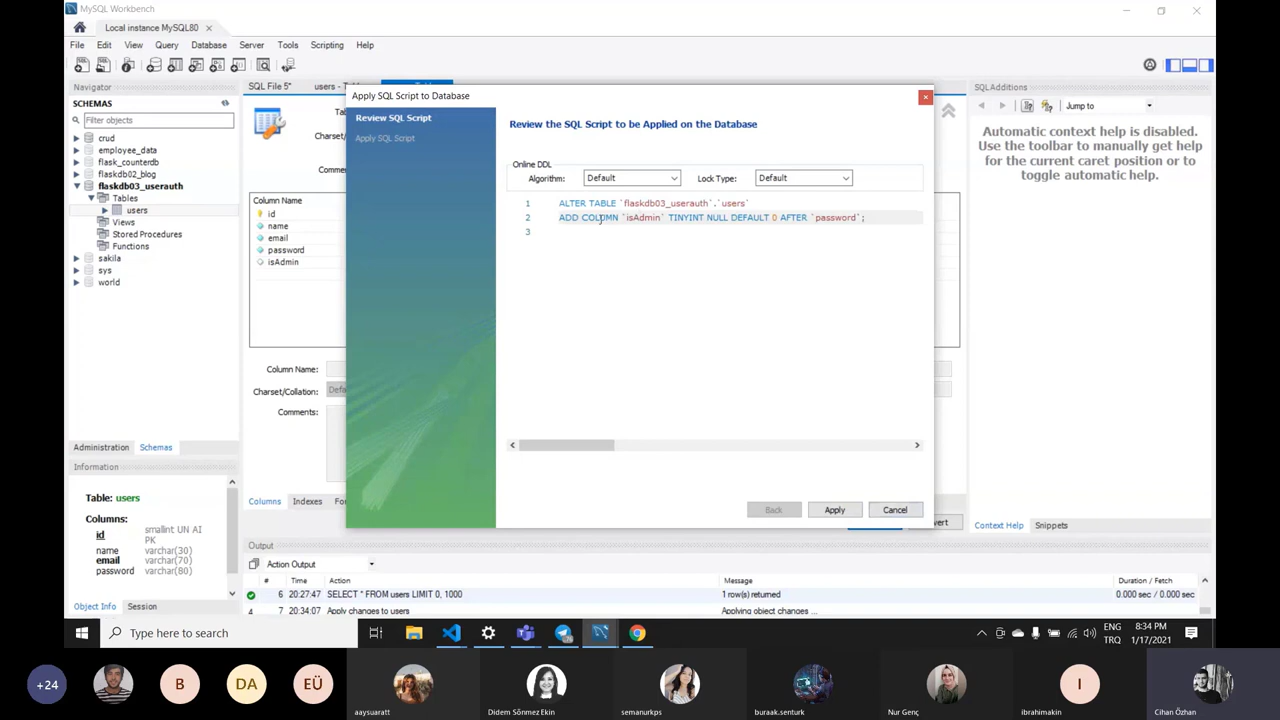 MySQL Workbench
Local instance MySQL80
File Edit View Query Database Server Tools Scripting Help
Navigator
SCHEMAS
Filter objects
crud
employee_data
flask_counterdb
flaskdb02_blog
flaskdb03_userauth
Tables
users
Views
Stored Procedures
Functions
sakila
sys
world
Administration Schemas
Information
Table: users
Columns:
id smallint UN AI PK
name varchar(30)
email varchar(70)
password varchar(80)
Object Info Session
SQL File 5*
users -
Charset/
Comme
Column Name
id
name
email
password
isAdmin
Column Name:
Charset/Collation: Defa
Comments:
Columns Indexes
Apply SQL Script to Database
Review SQL Script
Apply SQL Script
Review the SQL Script to be Applied on the Database
Online DDL
Algorithm: Default Lock Type: Default
1 ALTER TABLE `flaskdb03_userauth`.`users`
2 ADD COLUMN `isAdmin` TINYINT NULL DEFAULT 0 AFTER `password`;
3
Back Apply Cancel
vert
SQLAdditions
Jump to
Automatic context help is disabled.
Use the toolbar to manually get help
for the current caret position or to
toggle automatic help.
Context Help Snippets
Output
Action Output
# Time Action Message Duration / Fetch
6 20:27:47 SELECT * FROM users LIMIT 0, 1000 1 row(s) returned 0.000 sec / 0.000 sec
7 20:34:07 Apply changes to users Applying object changes ...
Type here to search
ENG
TRQ
8:34 PM
1/17/2021
+24
B
DA
EÜ
I
aaysuaratt
Didem Sönmez Ekin
semanurkps
buraak.senturk
Nur Genç
ibrahimakin
Cihan Özhan